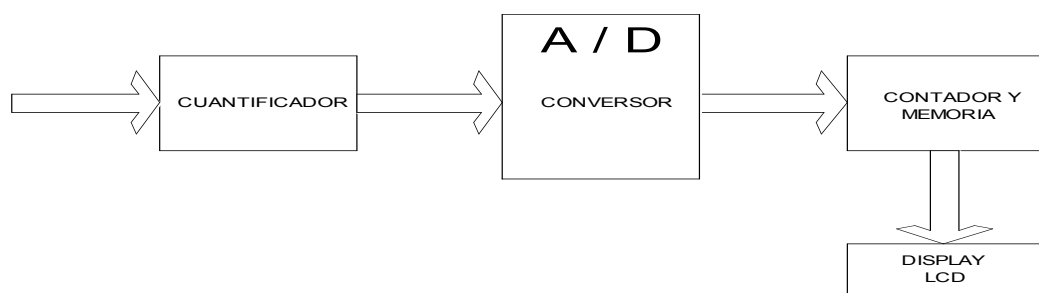 CUANTIFICADOR
A / D
CONVERSOR
CONTADOR Y
MEMORIA
DISPLAY
LCD